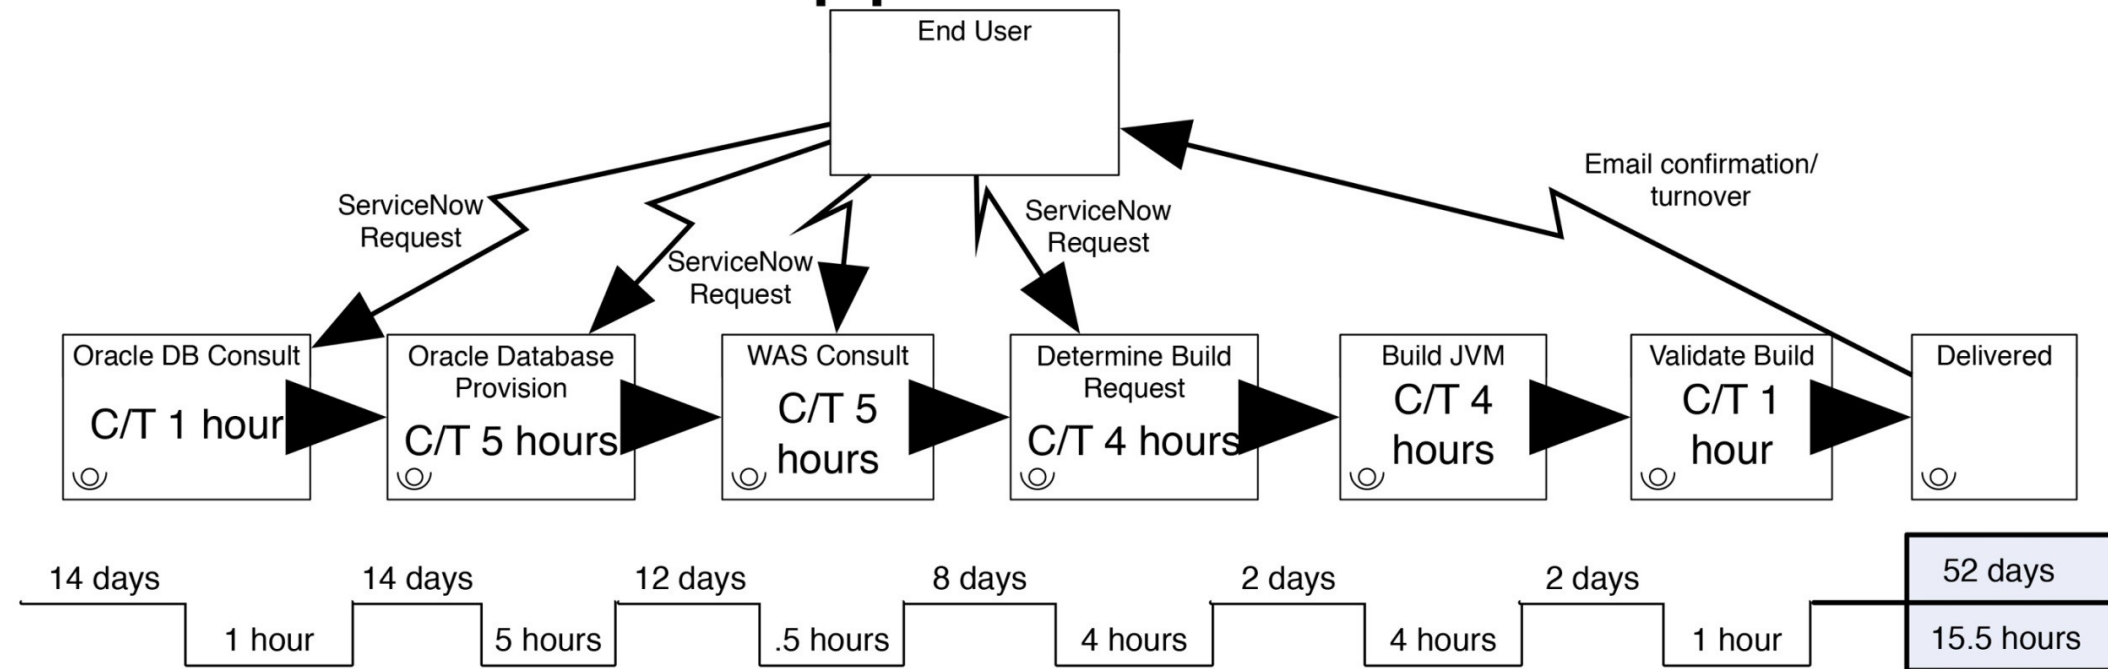 End User
Email confirmation/
turnover
ServiceNow
Request
ServiceNow
Request
ServiceNow
Request
Oracle DB Consult
C/T 1 hour
Oracle Database
Provision
C/T 5 hours
WAS Consult
C/T 5
hours
Determine Build
Request
C/T 4 hours
Build JVM
C/T 4
hours
Validate Build
C/T 1
hour
Delivered
14 days
14 days
12 days
8 days
2 days
2 days
52 days
1 hour
5 hours
.5 hours
4 hours
4 hours
1 hour
15.5 hours